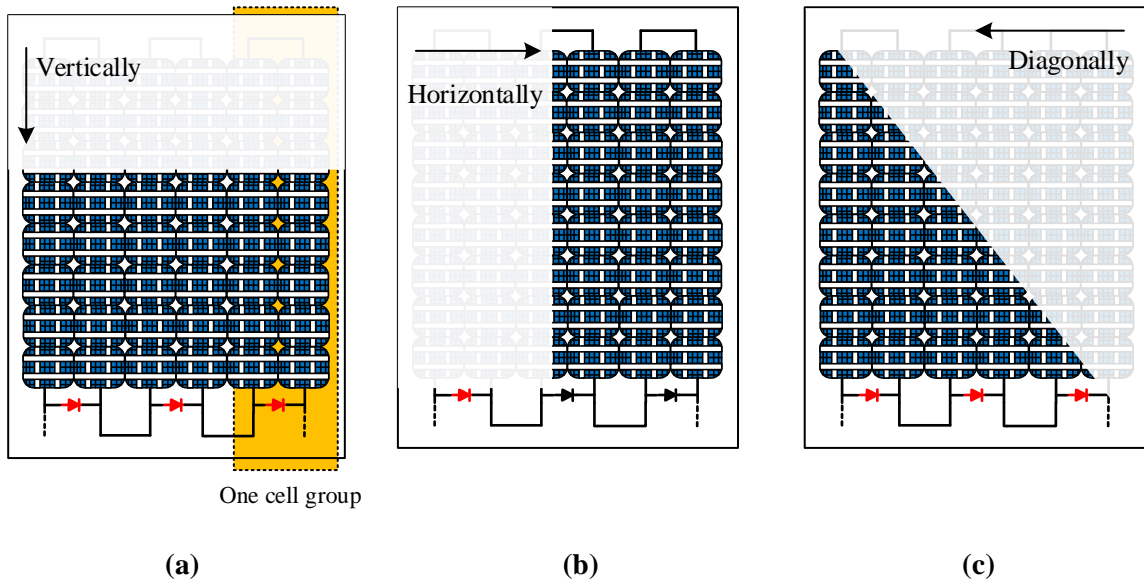 Vertically
Horizontally
Diagonally
One cell group
(a)
(b)
(c)